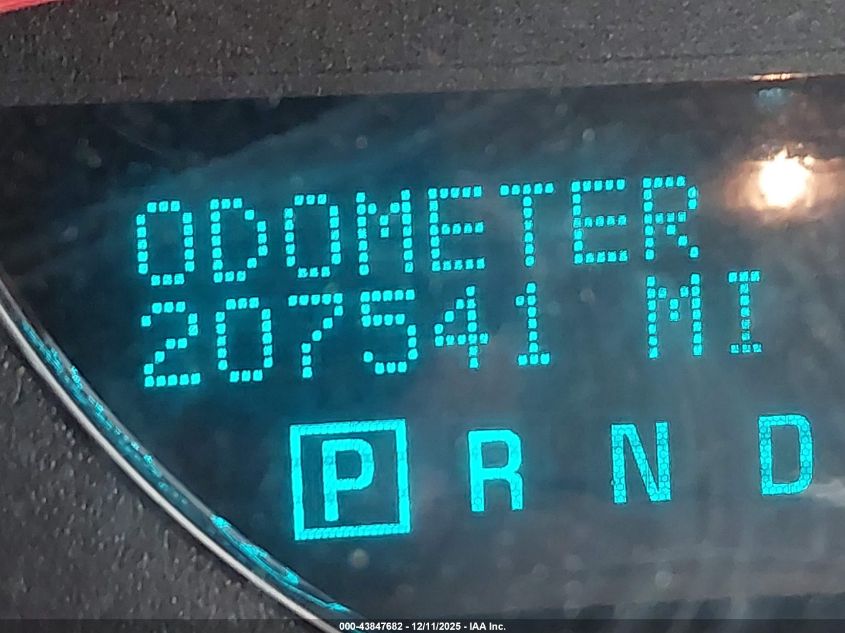 ODOMETER
207541 MI
P R N D
000-43847682 - 12/11/2025 - IAA Inc.